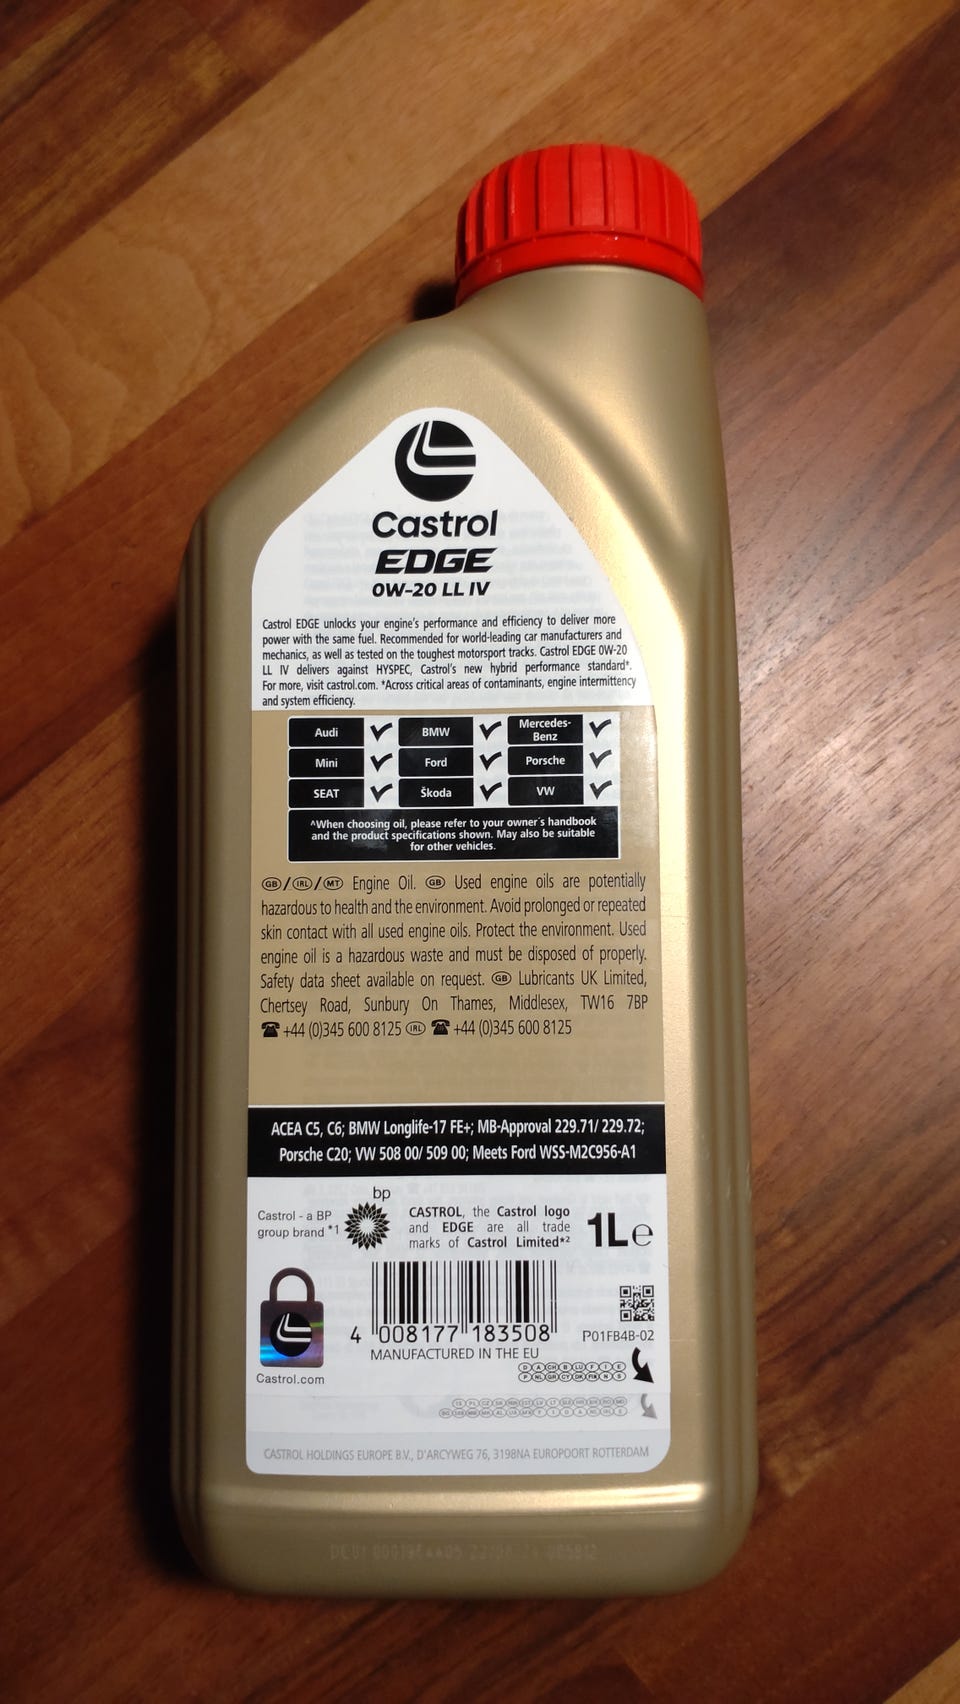 Castrol
EDGE
0W-20 LL IV
Castrol EDGE unlocks your engine's performance and efficiency to deliver more
power with the same fuel. Recommended for world-leading car manufacturers and
mechanics, as well as tested on the toughest motorsport tracks. Castrol EDGE 0W-20
LL IV delivers against HYSPEC, Castrol's new hybrid performance standard*.
For more, visit castrol.com. *Across critical areas of contaminants, engine intermittency
and system efficiency.
Audi ✓ BMW ✓ Mercedes-Benz ✓
Mini ✓ Ford ✓ Porsche ✓
SEAT ✓ Škoda ✓ VW ✓
^When choosing oil, please refer to your owner´s handbook
and the product specifications shown. May also be suitable
for other vehicles.
GB/IRL/MT Engine Oil. GB Used engine oils are potentially
hazardous to health and the environment. Avoid prolonged or repeated
skin contact with all used engine oils. Protect the environment. Used
engine oil is a hazardous waste and must be disposed of properly.
Safety data sheet available on request. GB Lubricants UK Limited,
Chertsey Road, Sunbury On Thames, Middlesex, TW16 7BP
☎ +44 (0)345 600 8125 IRL ☎ +44 (0)345 600 8125
ACEA C5, C6; BMW Longlife-17 FE+; MB-Approval 229.71/ 229.72;
Porsche C20; VW 508 00/ 509 00; Meets Ford WSS-M2C956-A1
bp
Castrol - a BP
group brand *1
CASTROL, the Castrol logo
and EDGE are all trade
marks of Castrol Limited*2
1L e
4 008177 183508
P01FB4B-02
MANUFACTURED IN THE EU
Castrol.com
CASTROL HOLDINGS EUROPE B.V., D'ARCYWEG 76, 3198NA EUROPOORT ROTTERDAM